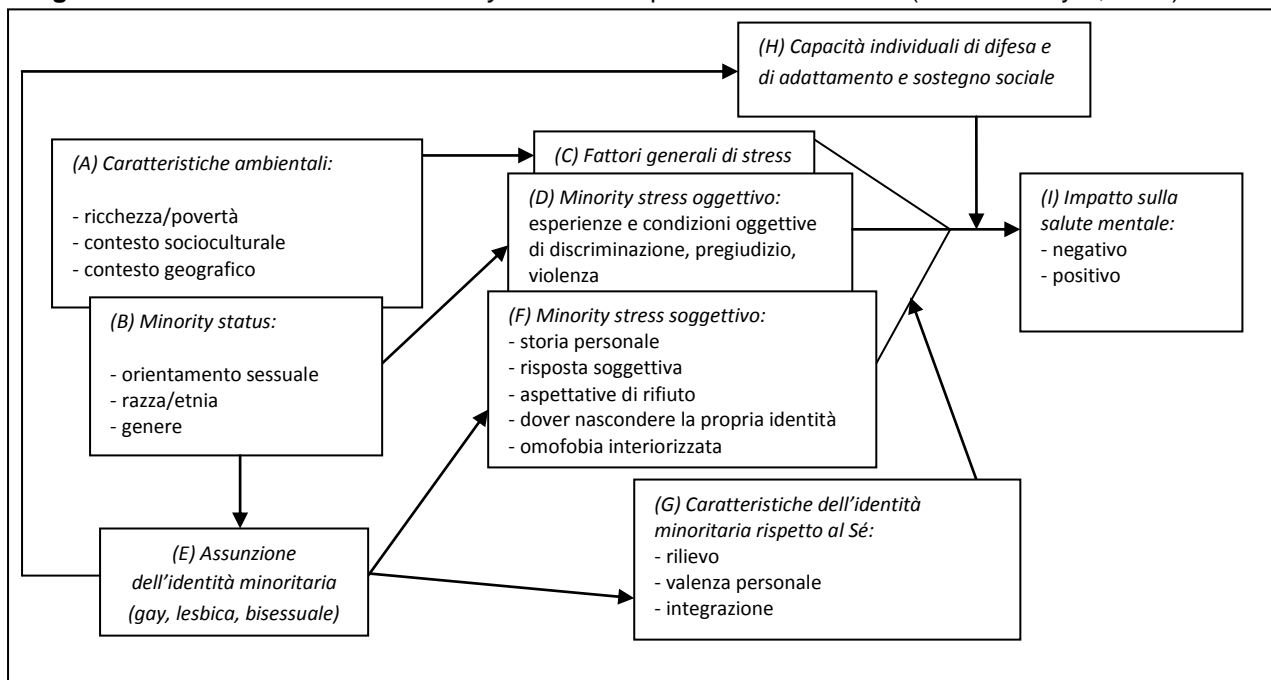 (H) Capacità individuali di difesa e
di adattamento e sostegno sociale
(A) Caratteristiche ambientali:
- ricchezza/povertà
- contesto socioculturale
- contesto geografico
(C) Fattori generali di stress
(D) Minority stress oggettivo:
esperienze e condizioni oggettive
di discriminazione, pregiudizio,
violenza
(I) Impatto sulla
salute mentale:
- negativo
- positivo
(B) Minority status:
- orientamento sessuale
- razza/etnia
- genere
(F) Minority stress soggettivo:
- storia personale
- risposta soggettiva
- aspettative di rifiuto
- dover nascondere la propria identità
- omofobia interiorizzata
(E) Assunzione
dell’identità minoritaria
(gay, lesbica, bisessuale)
(G) Caratteristiche dell’identità
minoritaria rispetto al Sé:
- rilievo
- valenza personale
- integrazione